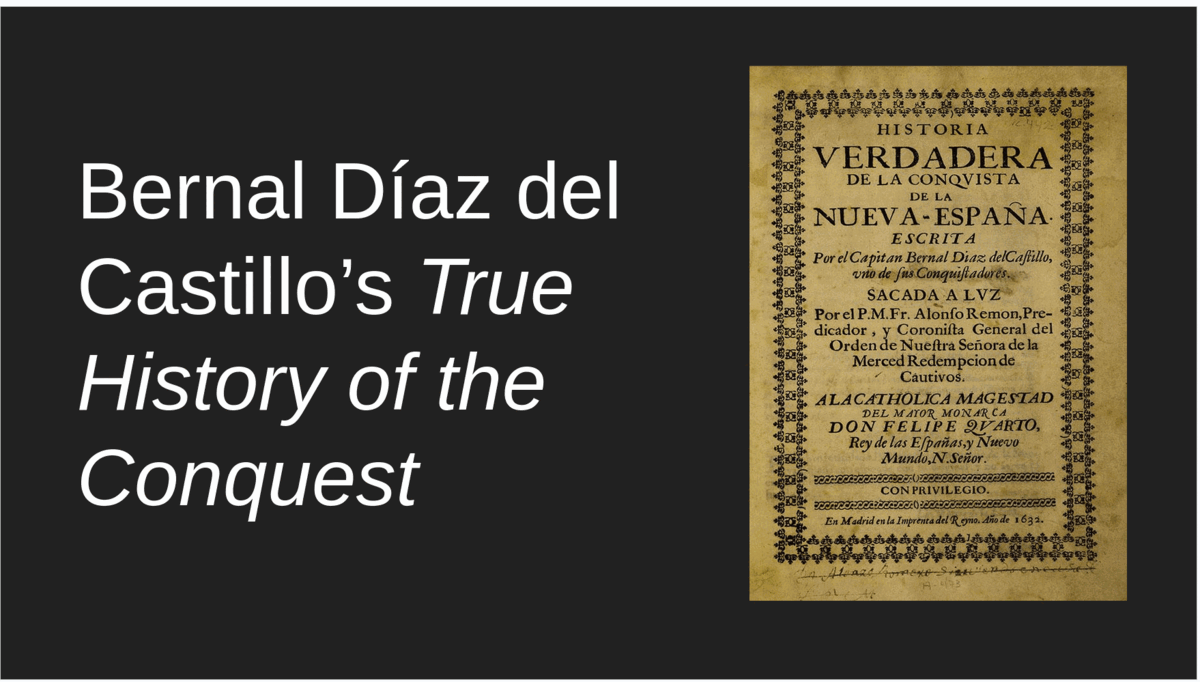 Bernal Díaz del
Castillo’s True
History of the
Conquest
HISTORIA
VERDADERA
DE LA CONQVISTA
DE LA
NUEVA-ESPAÑA.
ESCRITA
Por el Capitan Bernal Diaz del Caſtillo,
vno de ſus Conquiſtadores.
SACADA A LVZ
Por el P.M.Fr. Alonſo Remon, Pre-
dicador, y Coroniſta General del
Orden de Nueſtra Señora de la
Merced Redempcion de
Cautivos.
A LA CATHOLICA MAGESTAD
DEL MAYOR MONARCA
DON FELIPE QVARTO,
Rey de las Eſpañas, y Nuevo
Mundo, N. Señor.
CON PRIVILEGIO.
En Madrid en la Imprenta del Reyno. Año de 1632.